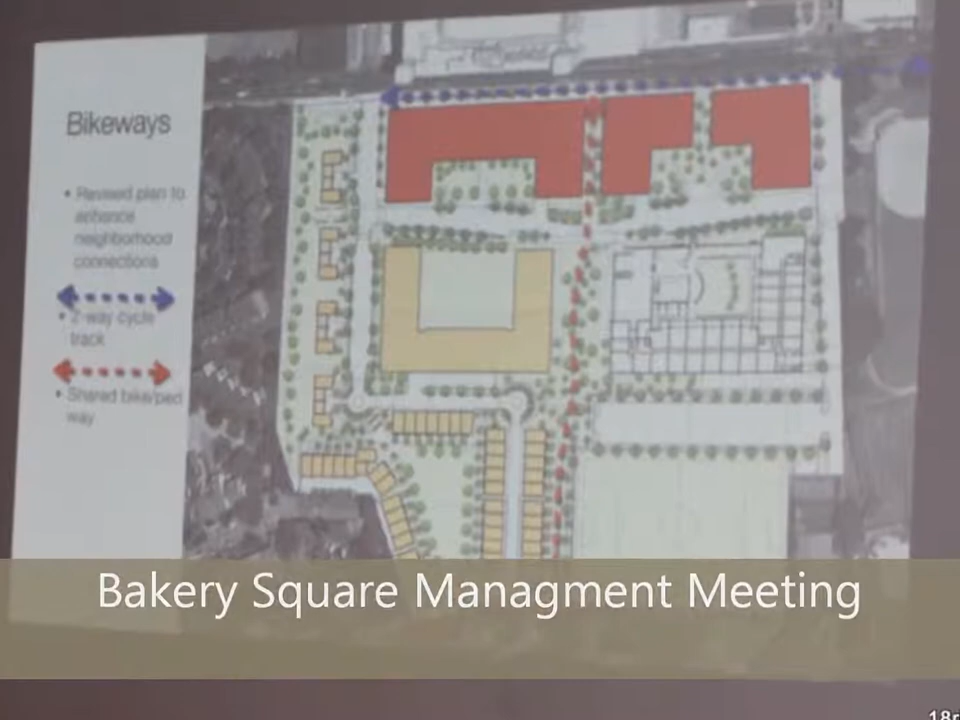 Bikeways
• Revised plan to
enhance
neighborhood
connections
• 2-way cycle
track
• Shared bike/ped
way
Bakery Square Managment Meeting